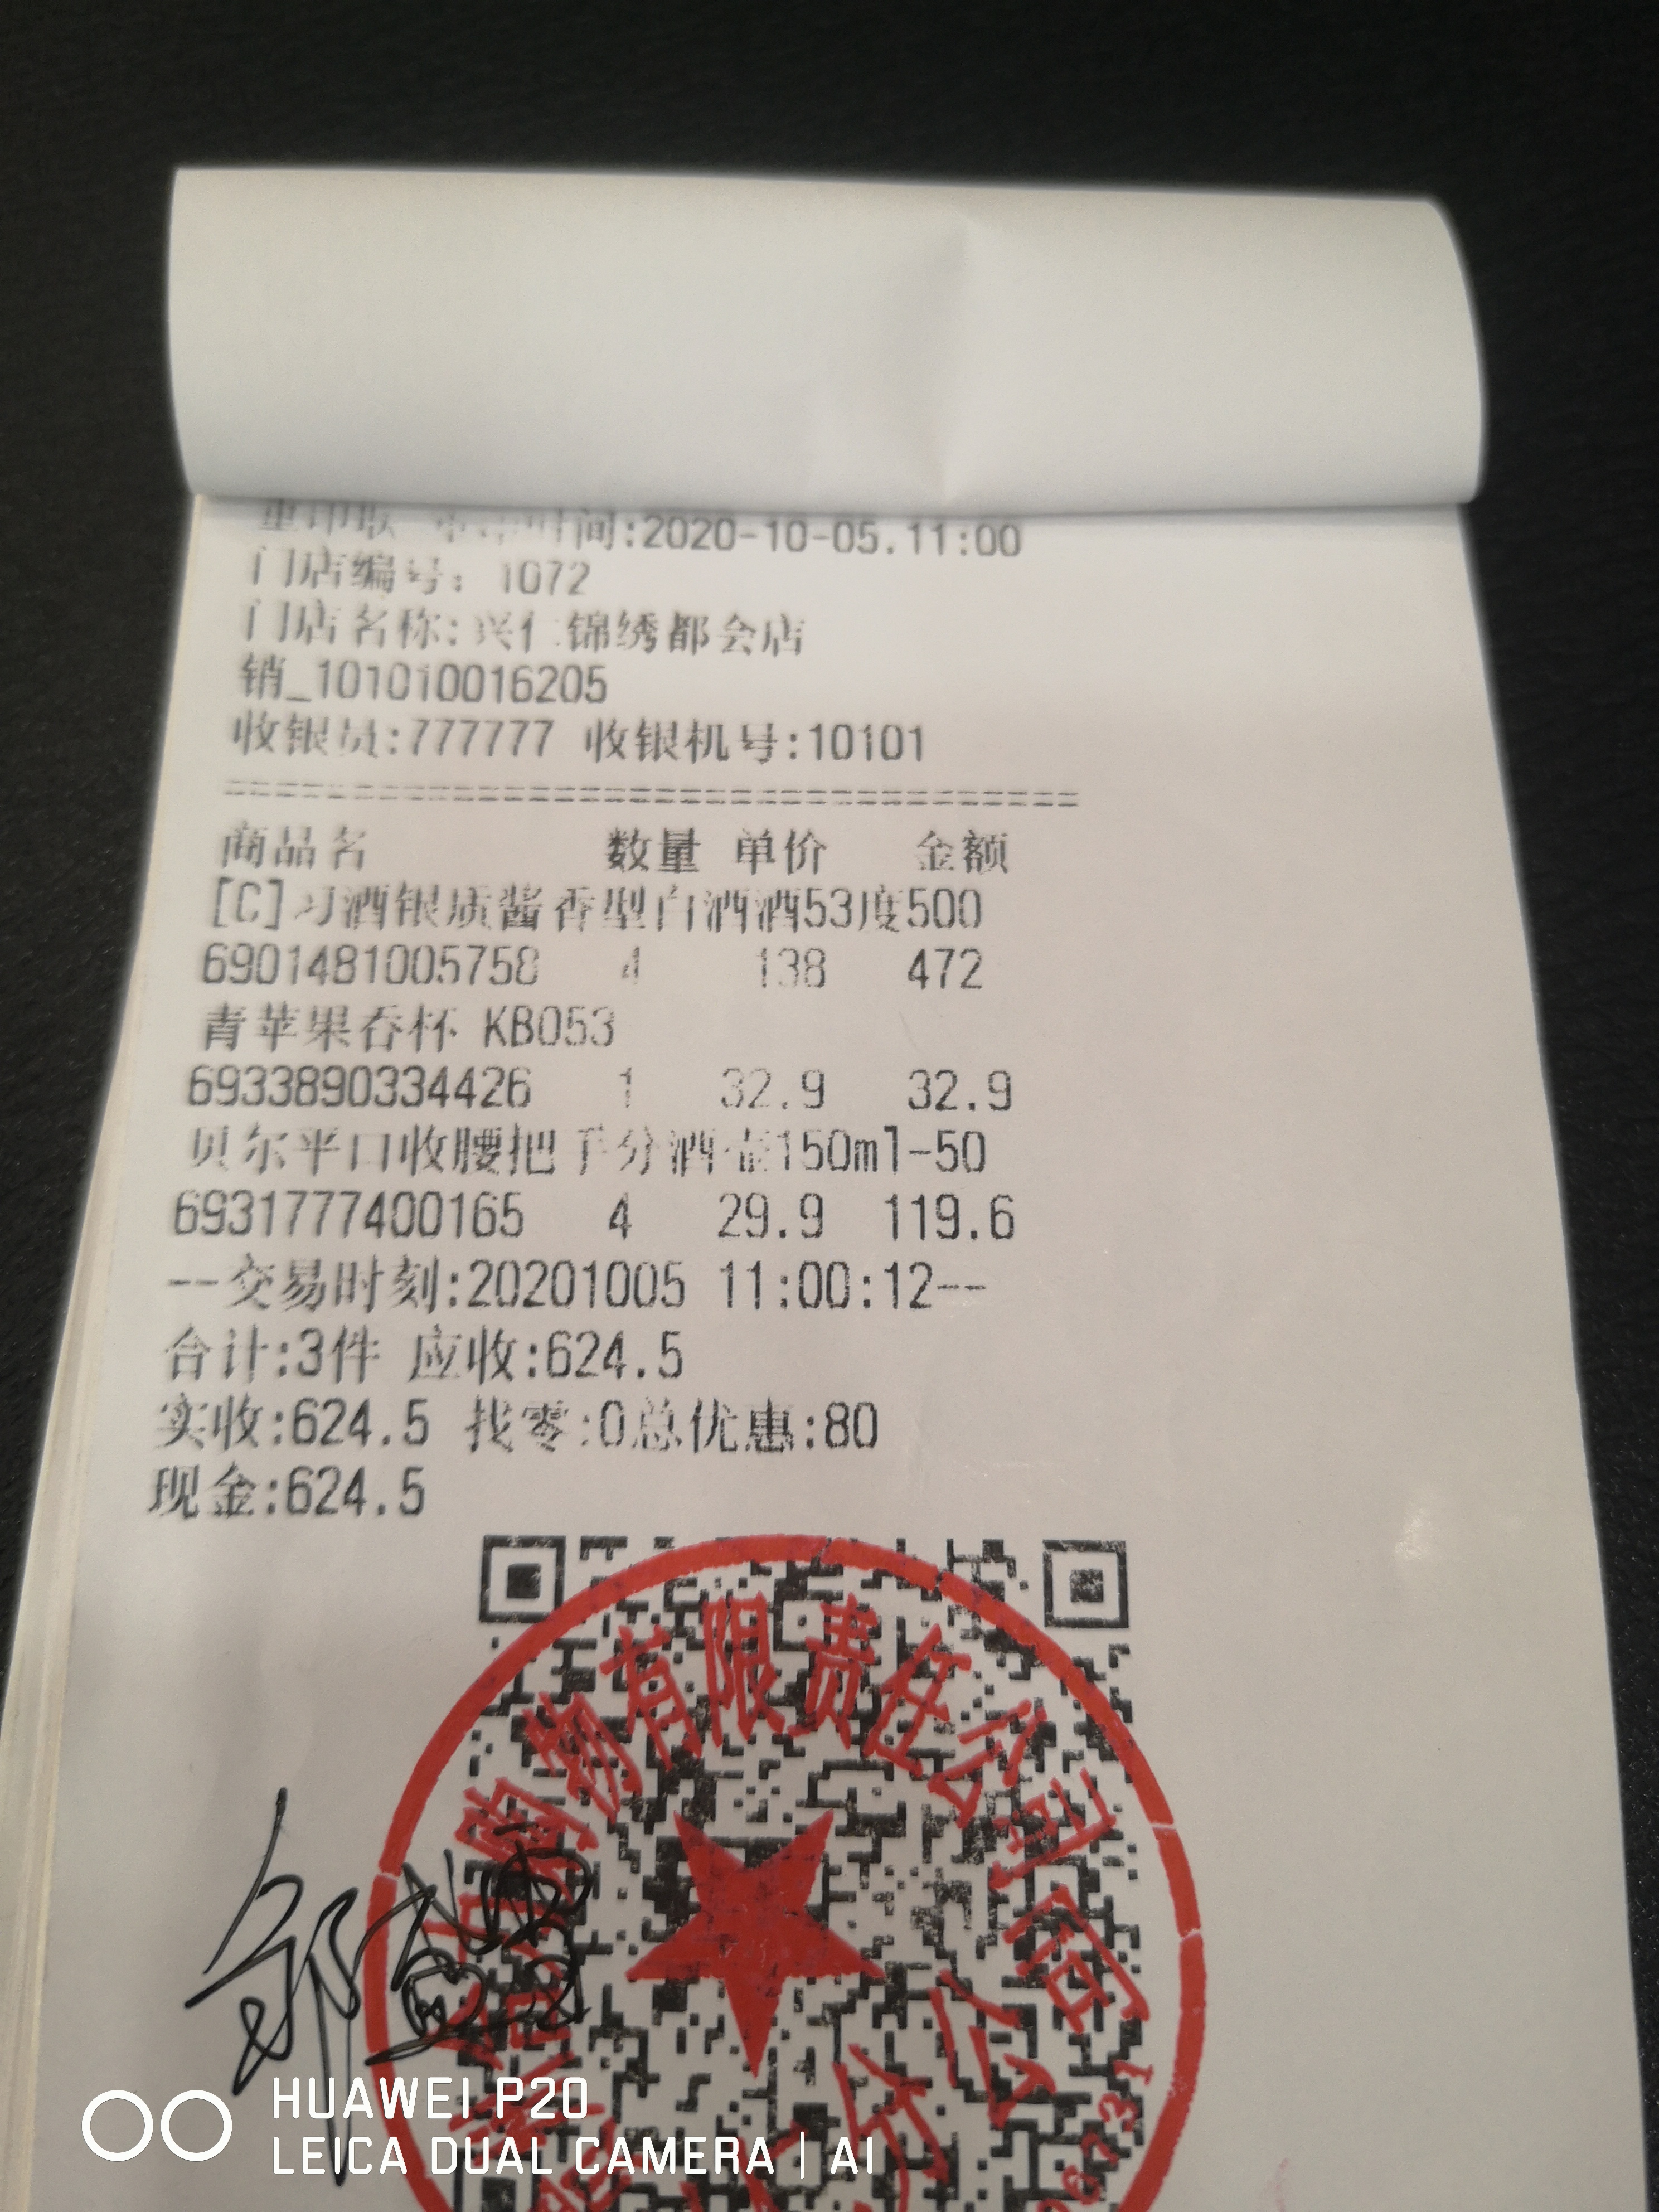 时间:2020-10-05.11:00
门店编号: 1072
门店名称:兴仁锦绣都会店
销_101010016205
收银员:777777 收银机号:10101
=================================
商品名 数量 单价 金额
[C]习酒银质酱香型白酒酒53度500
6901481005758 4 138 472
青苹果吞杯 KB053
6933890334426 1 32.9 32.9
贝尔平口收腰把手分酒壶150ml-50
6931777400165 4 29.9 119.6
--交易时刻:20201005 11:00:12--
合计:3件 应收:624.5
实收:624.5 找零:0总优惠:80
现金:624.5
购物有限责任公司
分公司
HUAWEI P20
LEICA DUAL CAMERA | AI